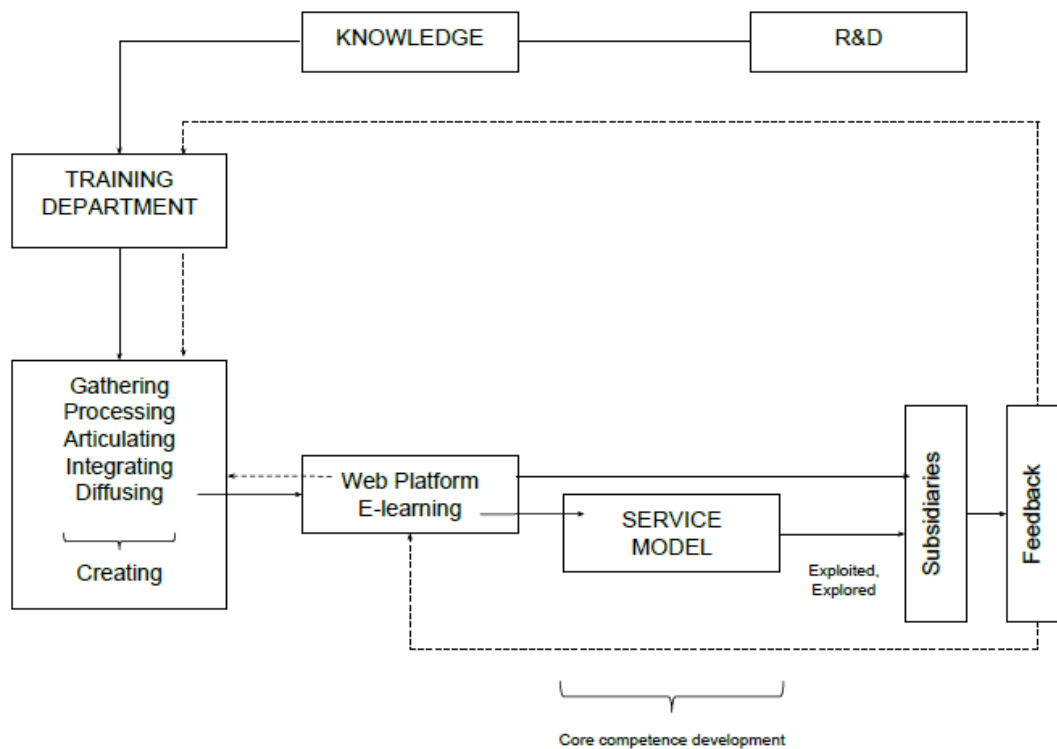 KNOWLEDGE
R&D
TRAINING
DEPARTMENT
Gathering
Processing
Articulating
Integrating
Diffusing
Creating
Web Platform
E-learning
SERVICE
MODEL
Exploited,
Explored
Subsidiaries
Feedback
Core competence development